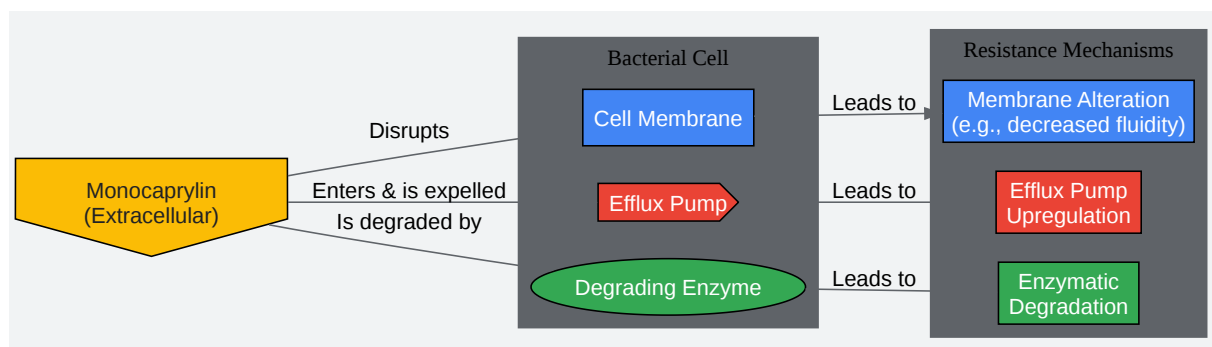 Monocaprylin
(Extracellular)
Disrupts
Enters & is expelled
Is degraded by
Bacterial Cell
Cell Membrane
Efflux Pump
Degrading Enzyme
Leads to
Leads to
Leads to
Resistance Mechanisms
Membrane Alteration
(e.g., decreased fluidity)
Efflux Pump
Upregulation
Enzymatic
Degradation